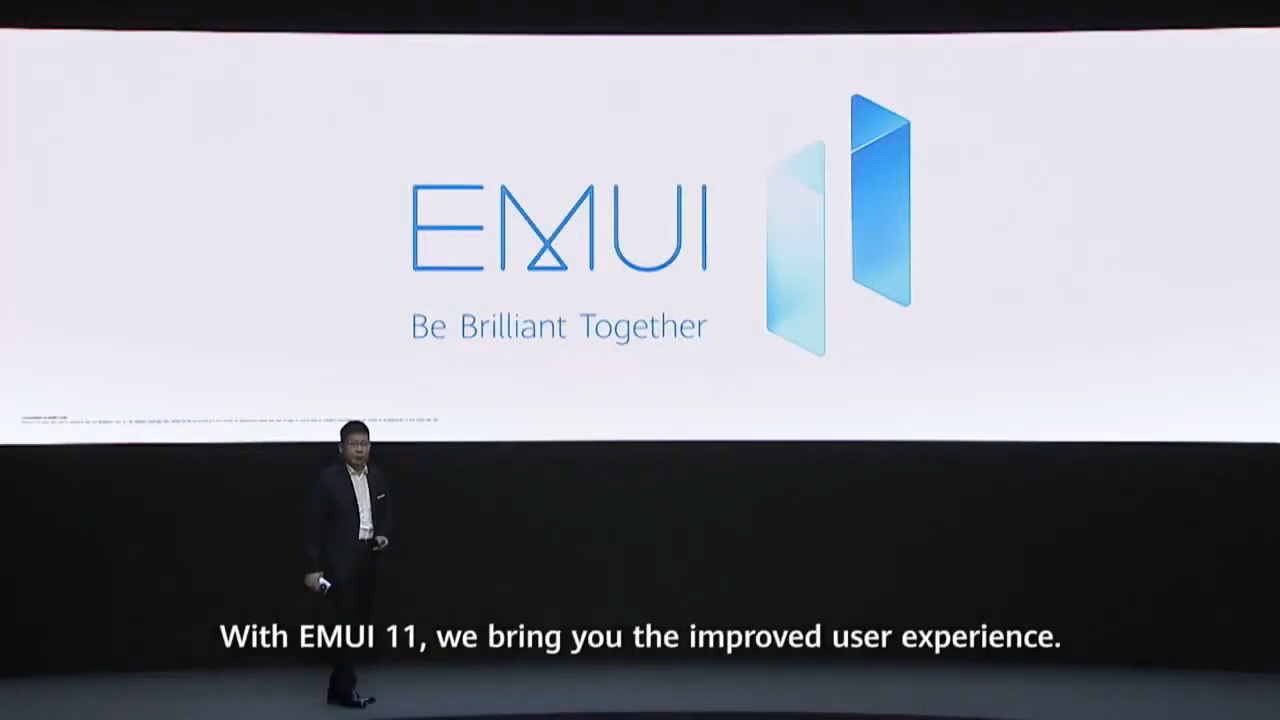 EMUI
Be Brilliant Together
With EMUI 11, we bring you the improved user experience.